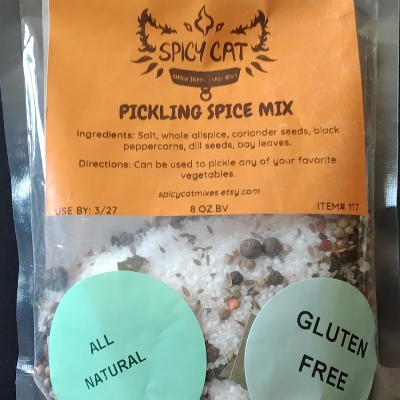 SPICY CAT
PICKLING SPICE MIX
Ingredients: Salt, whole allspice, coriander seeds, black
peppercorns, dill seeds, bay leaves.
Directions: Can be used to pickle any of your favorite
vegetables.
spicycatmixes.etsy.com
USE BY: 3/27 8 OZ.BV ITEM# 117
ALL
NATURAL
GLUTEN
FREE